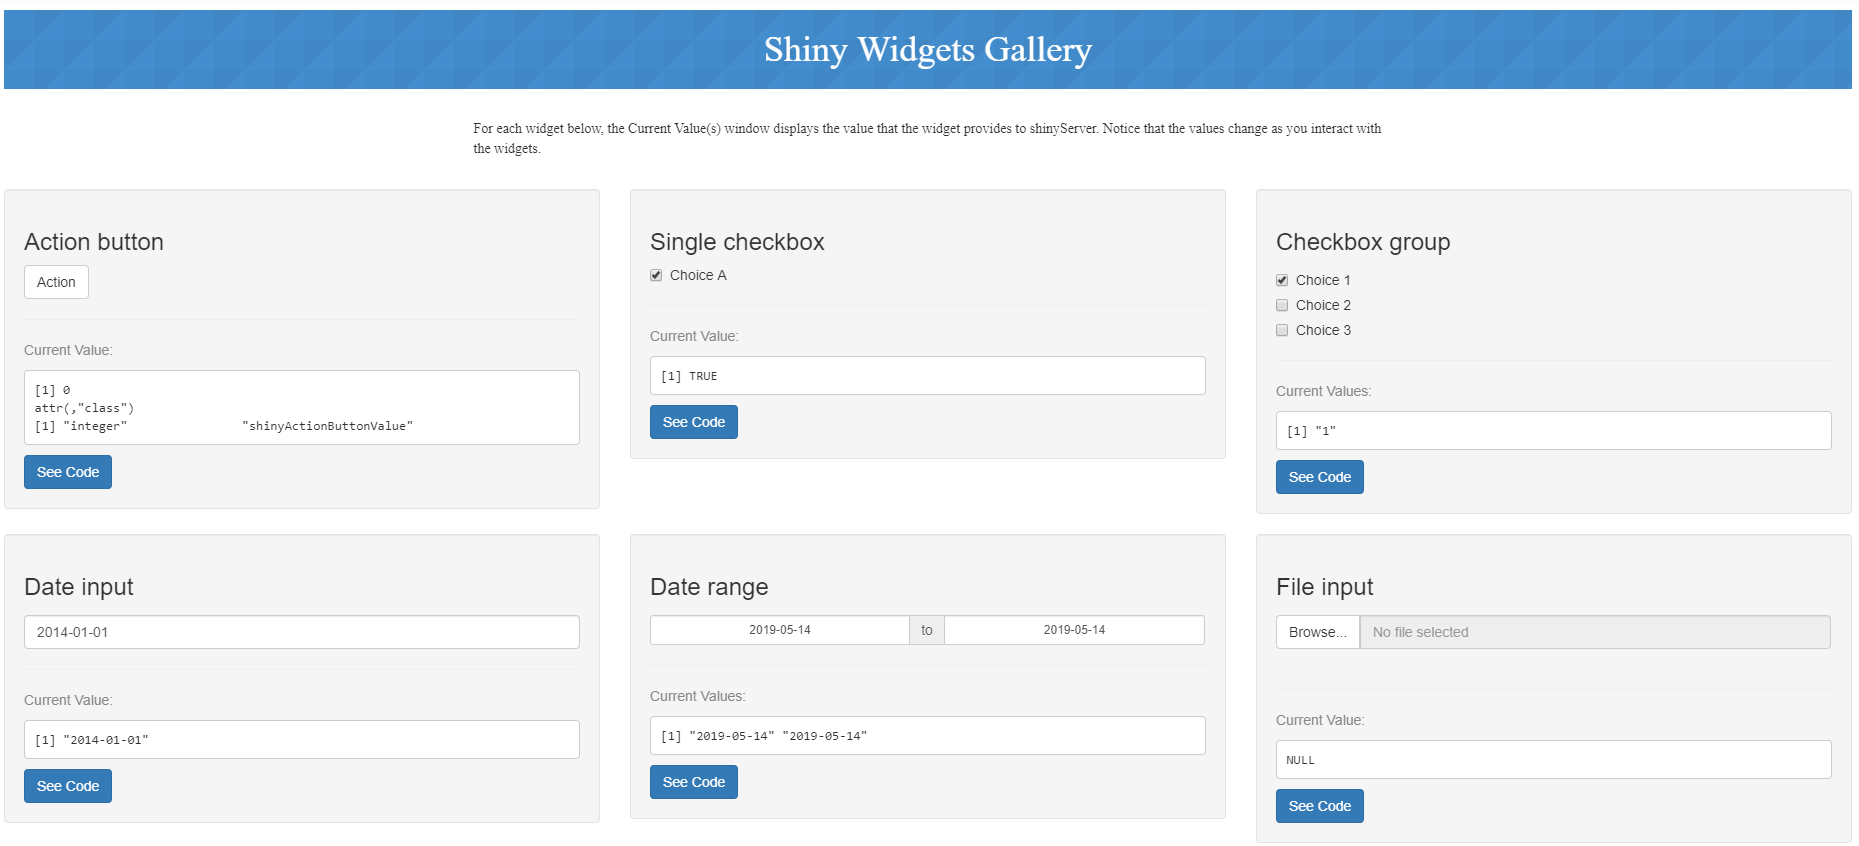 Shiny Widgets Gallery
For each widget below, the Current Value(s) window displays the value that the widget provides to shinyServer. Notice that the values change as you interact with
the widgets.
Action button
Action
Current Value:
[1] 0
attr(,"class")
[1] "integer"                "shinyActionButtonValue"
See Code
Single checkbox
Choice A
Current Value:
[1] TRUE
See Code
Checkbox group
Choice 1
Choice 2
Choice 3
Current Values:
[1] "1"
See Code
Date input
2014-01-01
Current Value:
[1] "2014-01-01"
See Code
Date range
2019-05-14 to 2019-05-14
Current Values:
[1] "2019-05-14" "2019-05-14"
See Code
File input
Browse... No file selected
Current Value:
NULL
See Code